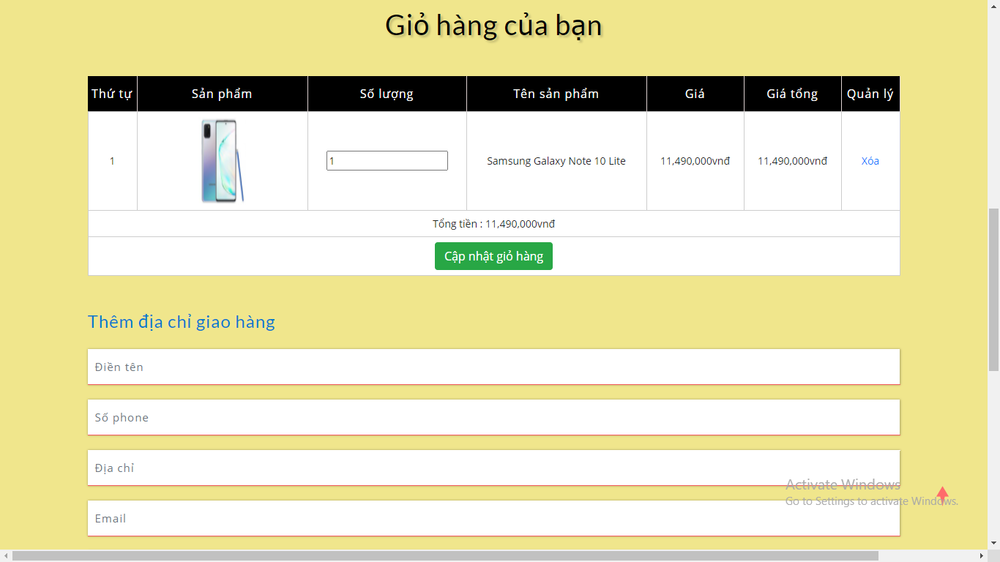 Giỏ hàng của bạn
Thứ tự Sản phẩm Số lượng Tên sản phẩm Giá Giá tổng Quản lý
1 1 Samsung Galaxy Note 10 Lite 11,490,000vnđ 11,490,000vnđ Xóa
Tổng tiền : 11,490,000vnđ
Cập nhật giỏ hàng
Thêm địa chỉ giao hàng
Điền tên
Số phone
Địa chỉ
Activate Windows
Go to Settings to activate Windows.
Email